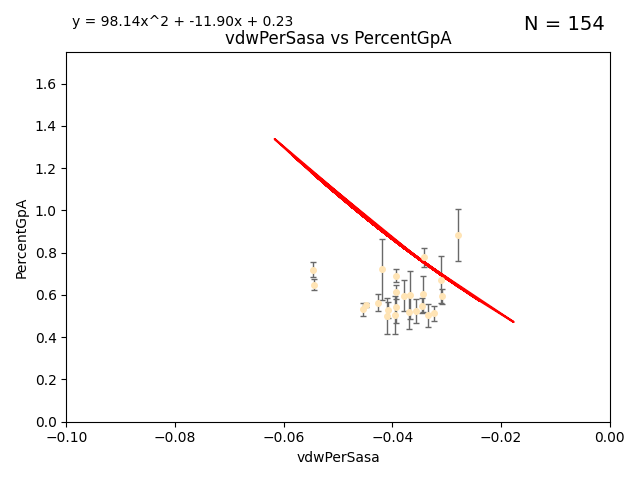 y = 98.14x^2 + -11.90x + 0.23
N = 154
vdwPerSasa vs PercentGpA
1.6
1.4
1.2
1.0
0.8
0.6
0.4
0.2
0.0
PercentGpA
−0.10 −0.08 −0.06 −0.04 −0.02 0.00
vdwPerSasa